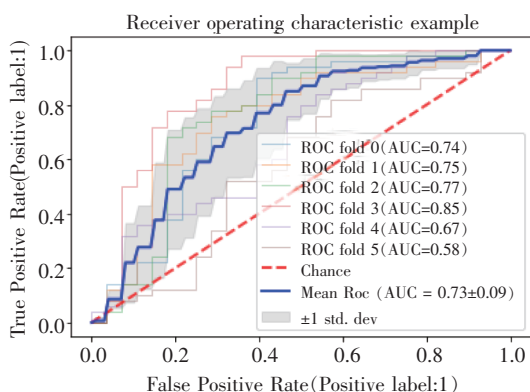 Receiver operating characteristic example
True Positive Rate(Positive label:1)
1.0
0.8
0.6
0.4
0.2
0.0
ROC fold 0(AUC=0.74)
ROC fold 1(AUC=0.75)
ROC fold 2(AUC=0.77)
ROC fold 3(AUC=0.85)
ROC fold 4(AUC=0.67)
ROC fold 5(AUC=0.58)
Chance
Mean Roc (AUC = 0.73±0.09)
±1 std. dev
0.0 0.2 0.4 0.6 0.8 1.0
False Positive Rate(Positive label:1)